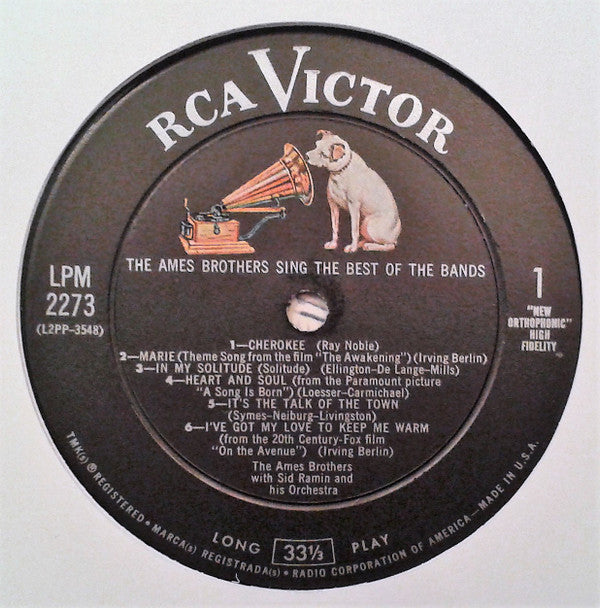 RCA VICTOR
THE AMES BROTHERS SING THE BEST OF THE BANDS
LPM
2273
(L2PP-3548)
1
"NEW
ORTHOPHONIC"
HIGH
FIDELITY
1—CHEROKEE (Ray Noble)
2—MARIE (Theme Song from the film "The Awakening") (Irving Berlin)
3—IN MY SOLITUDE (Solitude) (Ellington-De Lange-Mills)
4—HEART AND SOUL (from the Paramount picture
"A Song Is Born") (Loesser-Carmichael)
5—IT'S THE TALK OF THE TOWN
(Symes-Neiburg-Livingston)
6—I'VE GOT MY LOVE TO KEEP ME WARM
(from the 20th Century-Fox film
"On the Avenue") (Irving Berlin)
The Ames Brothers
with Sid Ramin and
his Orchestra
LONG 33⅓ PLAY
TMK(s) ® REGISTERED • MARCA(s) REGISTRADA(s) • RADIO CORPORATION OF AMERICA—MADE IN U.S.A.